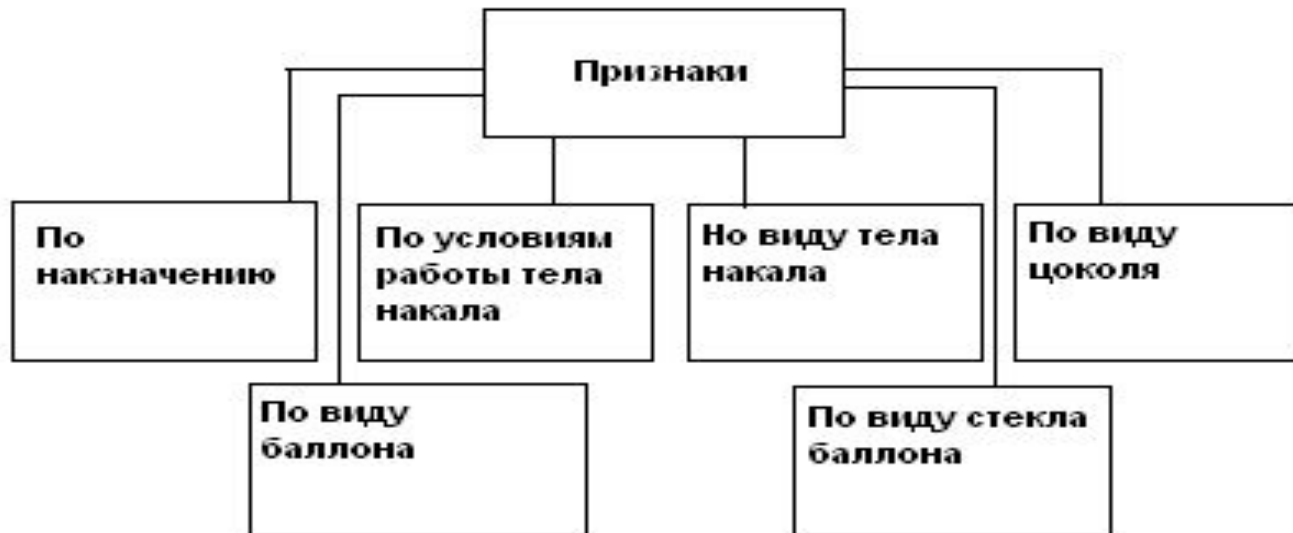 Признаки
По
накзначению
По условиям
работы тела
накала
Но виду тела
накала
По виду
цоколя
По виду
баллона
По виду стекла
баллона